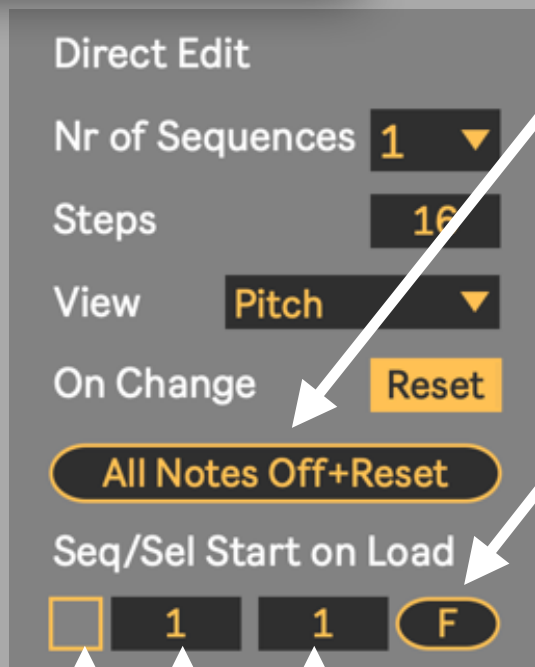 Direct Edit
Nr of Sequences 1
Steps 16
View Pitch
On Change Reset
All Notes Off+Reset
Seq/Sel Start on Load
1 1 F